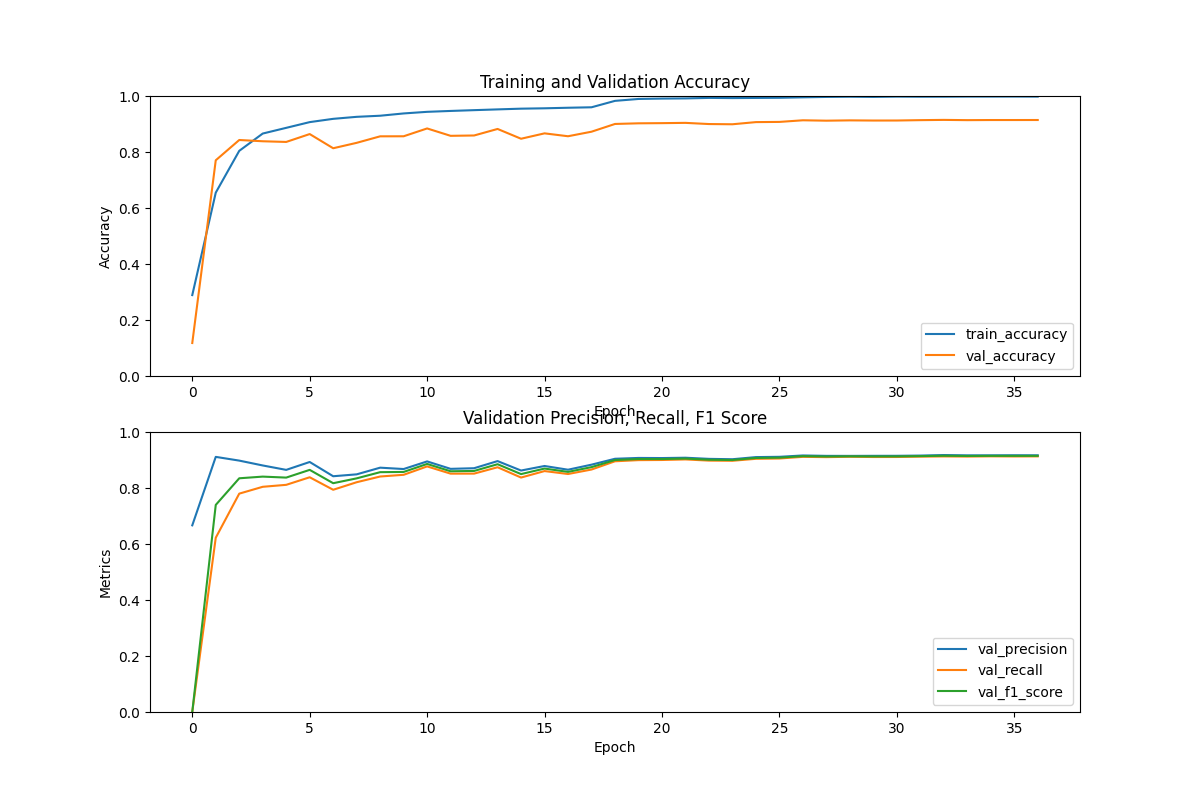 Training and Validation Accuracy
1.0
0.8
0.6
0.4
0.2
0.0
Accuracy
train_accuracy
val_accuracy
0 5 10 15 20 25 30 35
Epoch
Validation Precision, Recall, F1 Score
1.0
0.8
0.6
0.4
0.2
0.0
Metrics
val_precision
val_recall
val_f1_score
0 5 10 15 20 25 30 35
Epoch